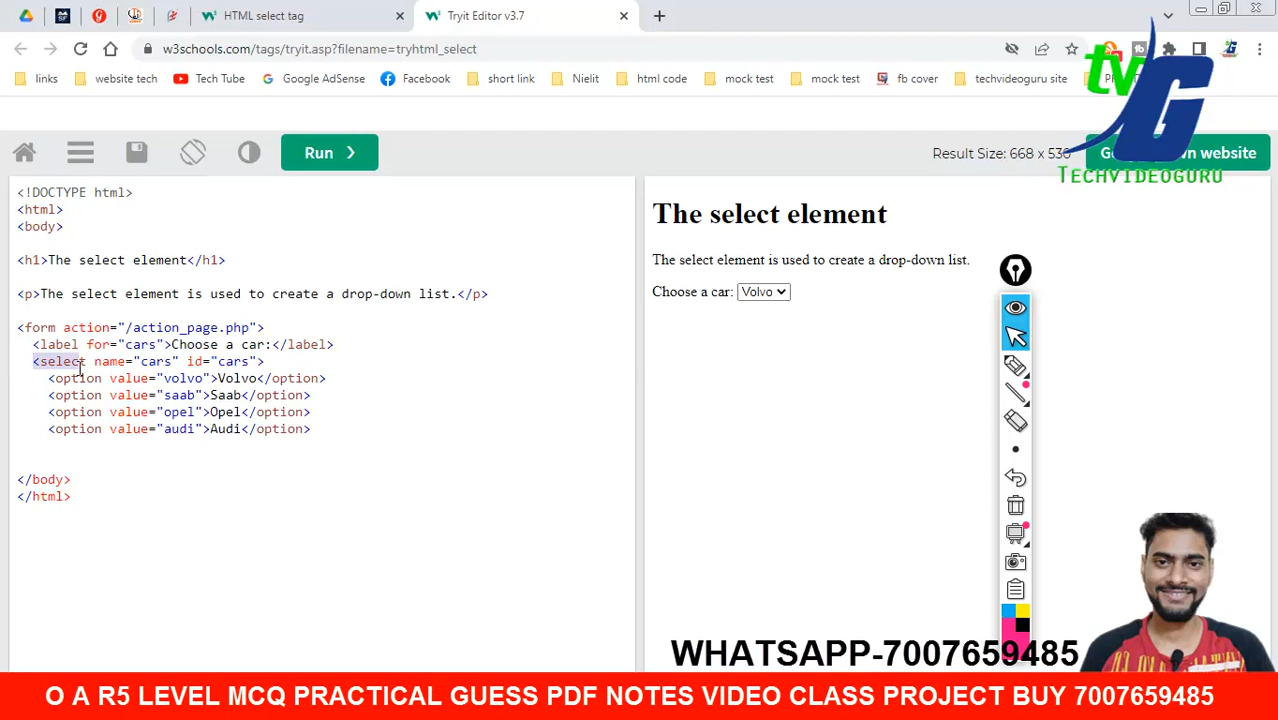 HTML select tag
Tryit Editor v3.7
w3schools.com/tags/tryit.asp?filename=tryhtml_select
links
website tech
Tech Tube
Google AdSense
Facebook
short link
Nielit
html code
mock test
mock test
fb cover
techvideoguru site
tvG
TECHVIDEOGURU
Run ❯
Result Size: 668 x 530
website
<!DOCTYPE html>
<html>
<body>
<h1>The select element</h1>
<p>The select element is used to create a drop-down list.</p>
<form action="/action_page.php">
<label for="cars">Choose a car:</label>
<select name="cars" id="cars">
<option value="volvo">Volvo</option>
<option value="saab">Saab</option>
<option value="opel">Opel</option>
<option value="audi">Audi</option>
</body>
</html>
The select element
The select element is used to create a drop-down list.
Choose a car: Volvo
WHATSAPP-7007659485
O A R5 LEVEL MCQ PRACTICAL GUESS PDF NOTES VIDEO CLASS PROJECT BUY 7007659485